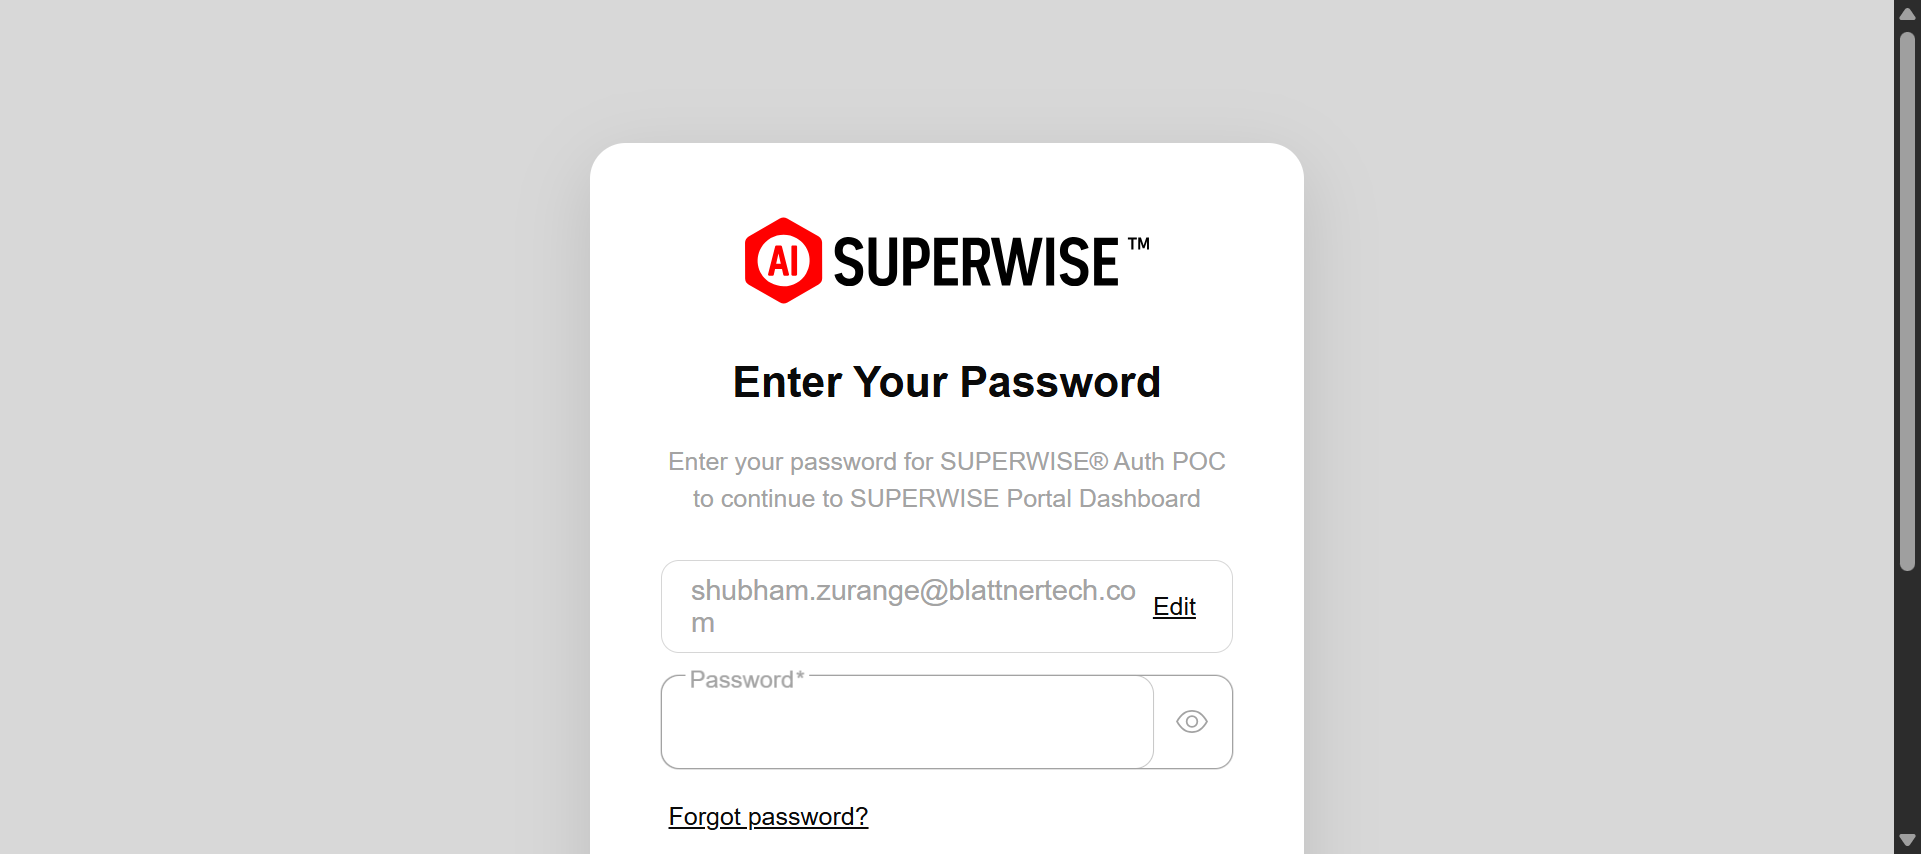 AI SUPERWISE™
Enter Your Password
Enter your password for SUPERWISE® Auth POC
to continue to SUPERWISE Portal Dashboard
shubham.zurange@blattnertech.co
m
Edit
Password*
Forgot password?